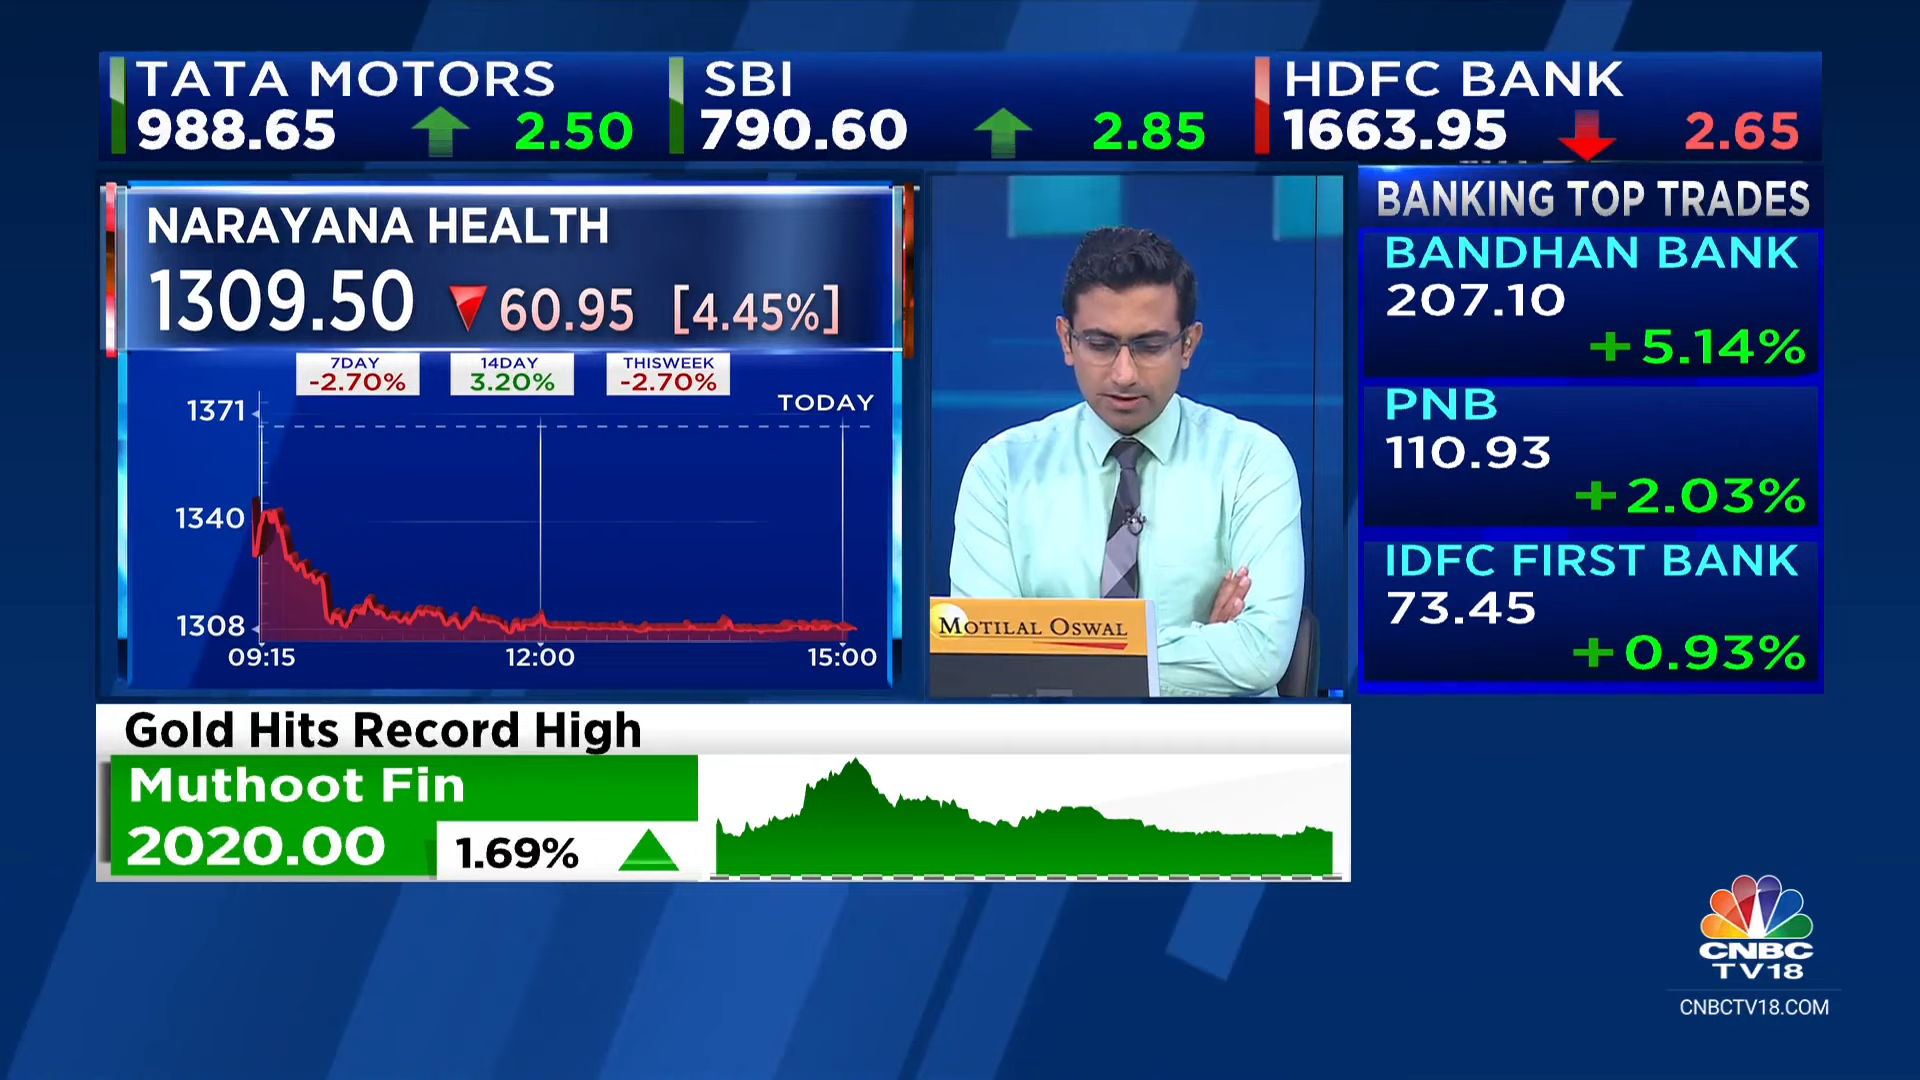 TATA MOTORS
988.65 2.50
SBI
790.60 2.85
HDFC BANK
1663.95 2.65
NARAYANA HEALTH
1309.50 60.95 [4.45%]
7DAY
-2.70%
14DAY
3.20%
THISWEEK
-2.70%
TODAY
1371
1340
1308
09:15 12:00 15:00
MOTILAL OSWAL
BANKING TOP TRADES
BANDHAN BANK
207.10
+5.14%
PNB
110.93
+2.03%
IDFC FIRST BANK
73.45
+0.93%
Gold Hits Record High
Muthoot Fin
2020.00 1.69%
CNBC
TV18
CNBCTV18.COM